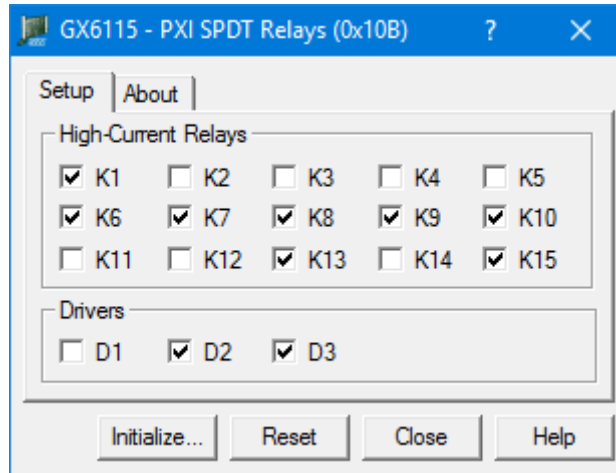 GX6115 - PXI SPDT Relays (0x10B) ?
Setup About
High-Current Relays
K1 K2 K3 K4 K5
K6 K7 K8 K9 K10
K11 K12 K13 K14 K15
Drivers
D1 D2 D3
Initialize... Reset Close Help